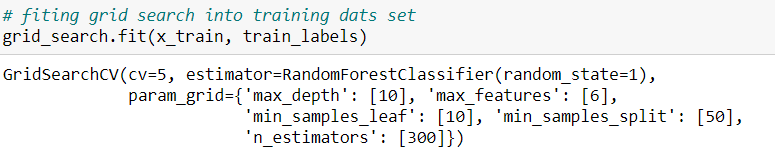 # fiting grid search into training dats set
grid_search.fit(x_train, train_labels)
GridSearchCV(cv=5, estimator=RandomForestClassifier(random_state=1),
             param_grid={'max_depth': [10], 'max_features': [6],
                         'min_samples_leaf': [10], 'min_samples_split': [50],
                         'n_estimators': [300]})